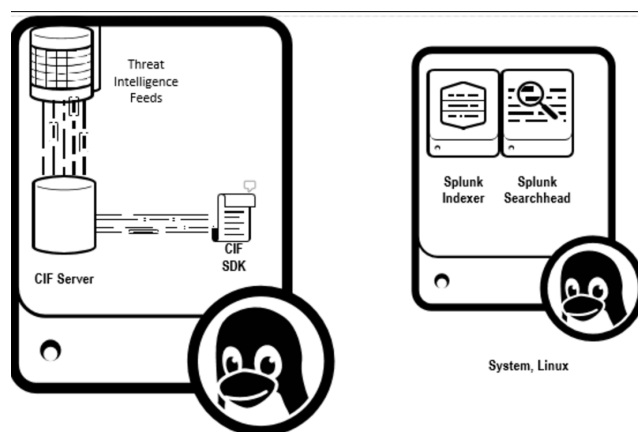 Threat
Intelligence
Feeds
CIF Server
CIF
SDK
Splunk
Indexer
Splunk
Searchhead
System, Linux